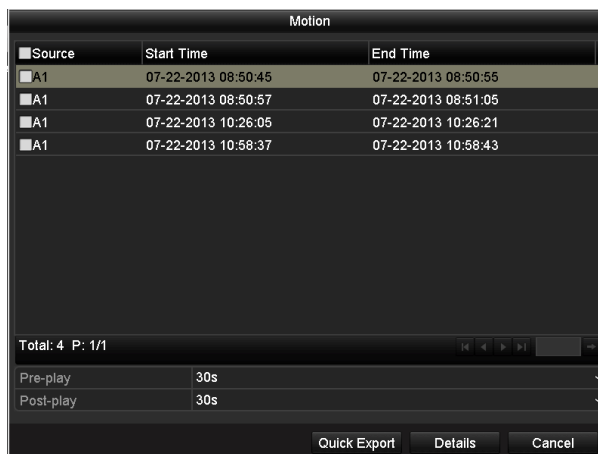 Motion
Source Start Time End Time
A1 07-22-2013 08:50:45 07-22-2013 08:50:55
A1 07-22-2013 08:50:57 07-22-2013 08:51:05
A1 07-22-2013 10:26:05 07-22-2013 10:26:21
A1 07-22-2013 10:58:37 07-22-2013 10:58:43
Total: 4 P: 1/1
Pre-play 30s
Post-play 30s
Quick Export Details Cancel